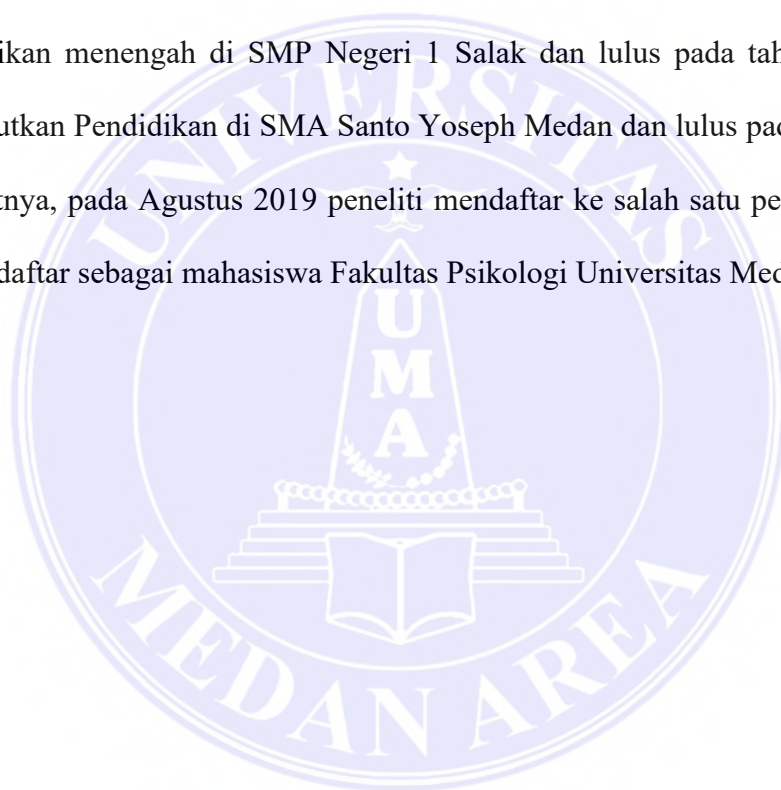 ikan menengah di SMP Negeri 1 Salak dan lulus pada tah
utkan Pendidikan di SMA Santo Yoseph Medan dan lulus pad
tnya, pada Agustus 2019 peneliti mendaftar ke salah satu pe
daftar sebagai mahasiswa Fakultas Psikologi Universitas Med
UNIVERSITAS
U
M
A
MEDAN AREA